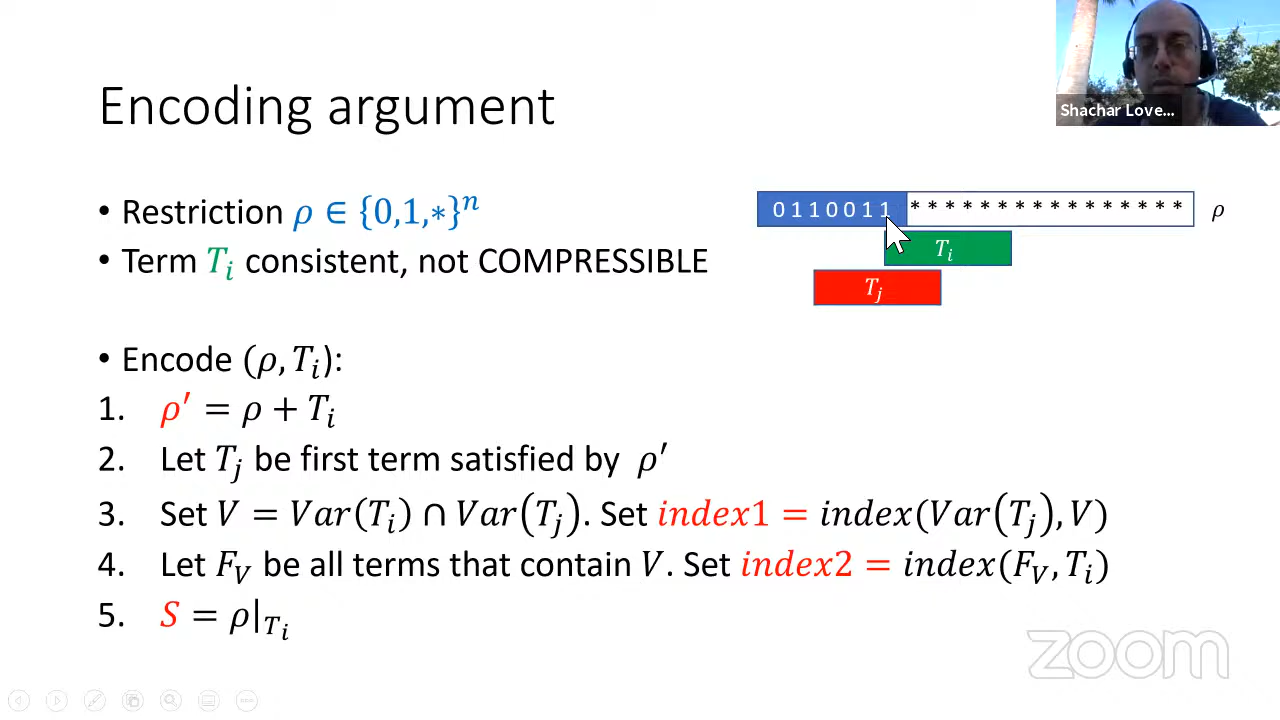 Shachar Love...
Encoding argument
• Restriction ρ ∈ {0,1,∗}ⁿ
0 1 1 0 0 1 1 * * * * * * * * * * * * * * * * ρ
• Term Tᵢ consistent, not COMPRESSIBLE
Tᵢ
Tⱼ
• Encode (ρ, Tᵢ):
1. ρ′ = ρ + Tᵢ
2. Let Tⱼ be first term satisfied by ρ′
3. Set V = Var(Tᵢ) ∩ Var(Tⱼ). Set index1 = index(Var(Tⱼ), V)
4. Let F_V be all terms that contain V. Set index2 = index(F_V, Tᵢ)
5. S = ρ|_Tᵢ
zoom